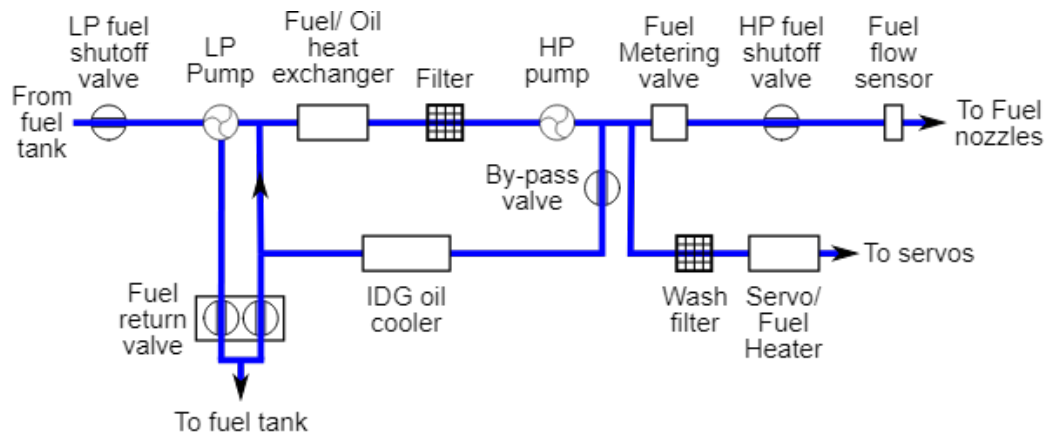 LP fuel
shutoff
valve
LP
Pump
Fuel/ Oil
heat
exchanger
Filter
HP
pump
Fuel
Metering
valve
HP fuel
shutoff
valve
Fuel
flow
sensor
From
fuel
tank
To Fuel
nozzles
By-pass
valve
To servos
Fuel
return
valve
IDG oil
cooler
Wash
filter
Servo/
Fuel
Heater
To fuel tank